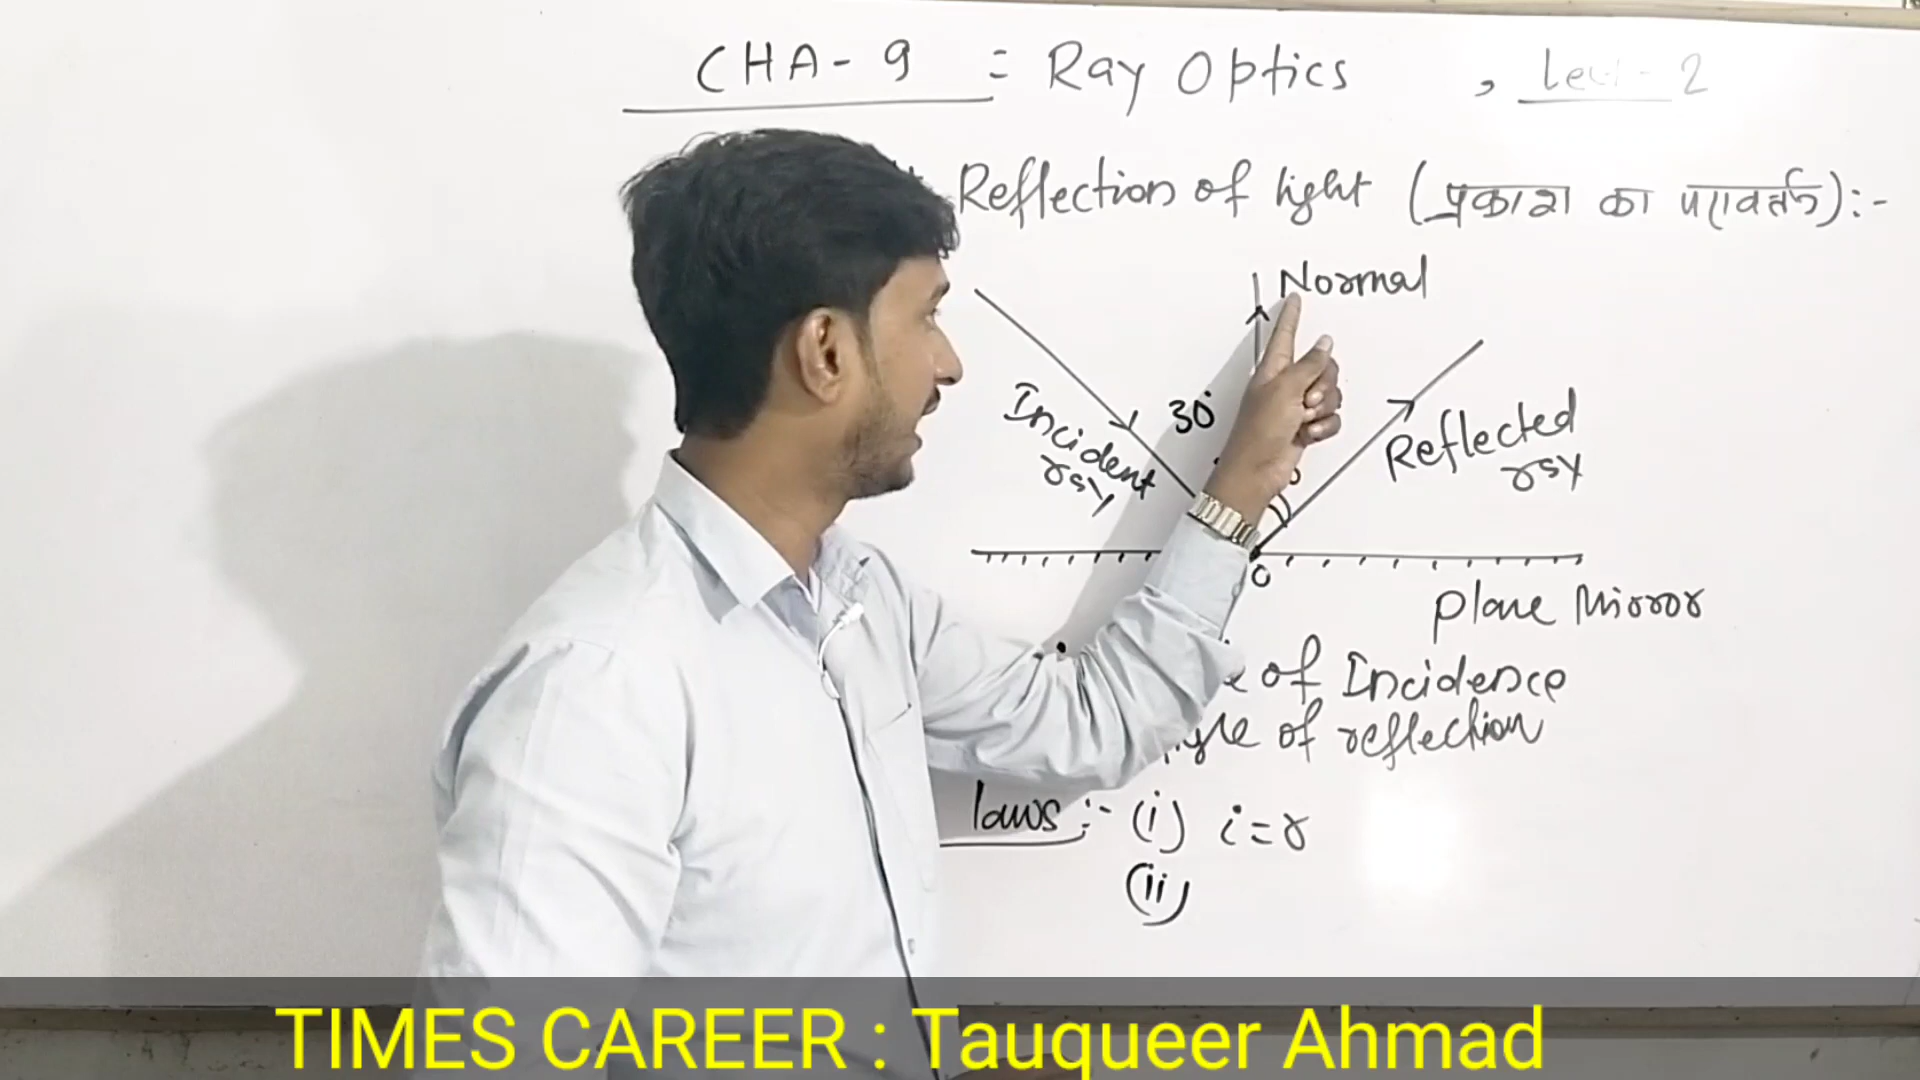 CHA-9 = Ray Optics , Lect-2
Reflection of light (प्रकाश का परावर्तन):-
Normal
30°
Incident
ray
Reflected
ray
O
Plane Mirror
of Incidence
of reflection
laws :- (i) i=r
(ii)
TIMES CAREER : Tauqueer Ahmad